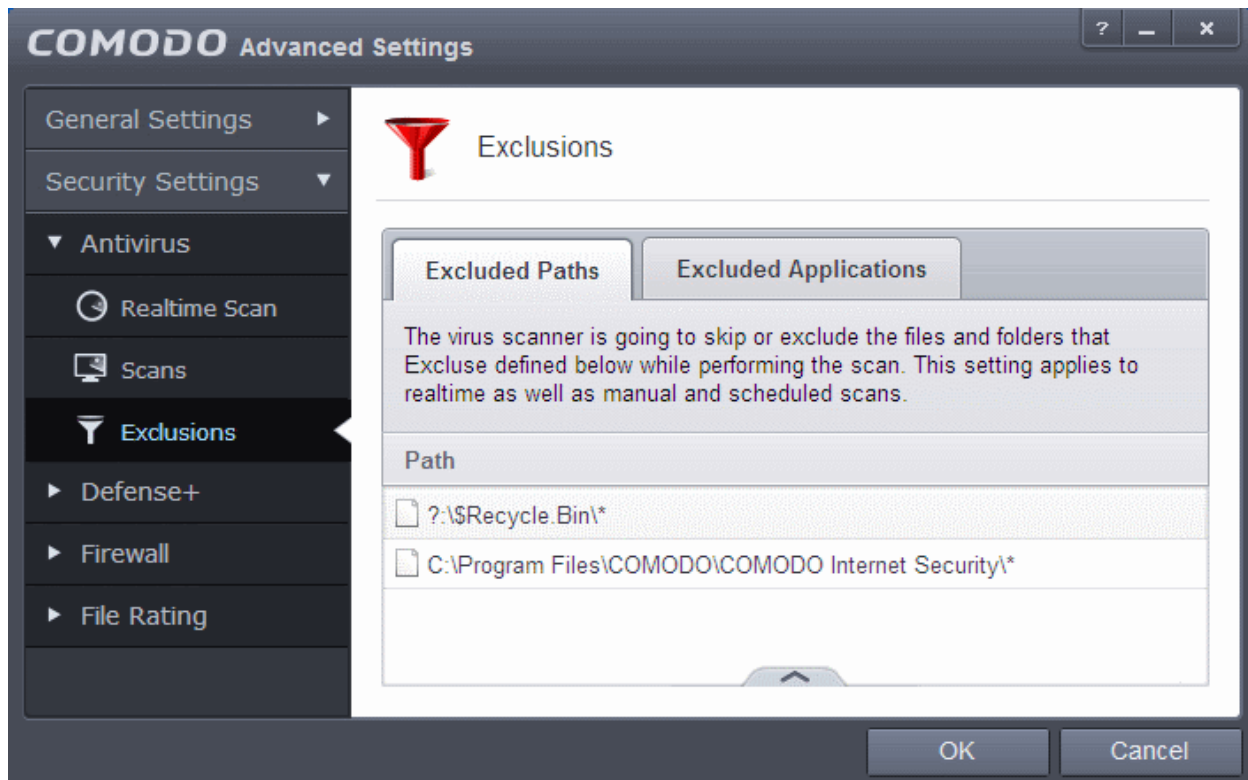 COMODO Advanced Settings
?
General Settings
Security Settings
Antivirus
Realtime Scan
Scans
Exclusions
Defense+
Firewall
File Rating
Exclusions
Excluded Paths
Excluded Applications
The virus scanner is going to skip or exclude the files and folders that
Excluse defined below while performing the scan. This setting applies to
realtime as well as manual and scheduled scans.
Path
?:\$Recycle.Bin\*
C:\Program Files\COMODO\COMODO Internet Security\*
OK
Cancel